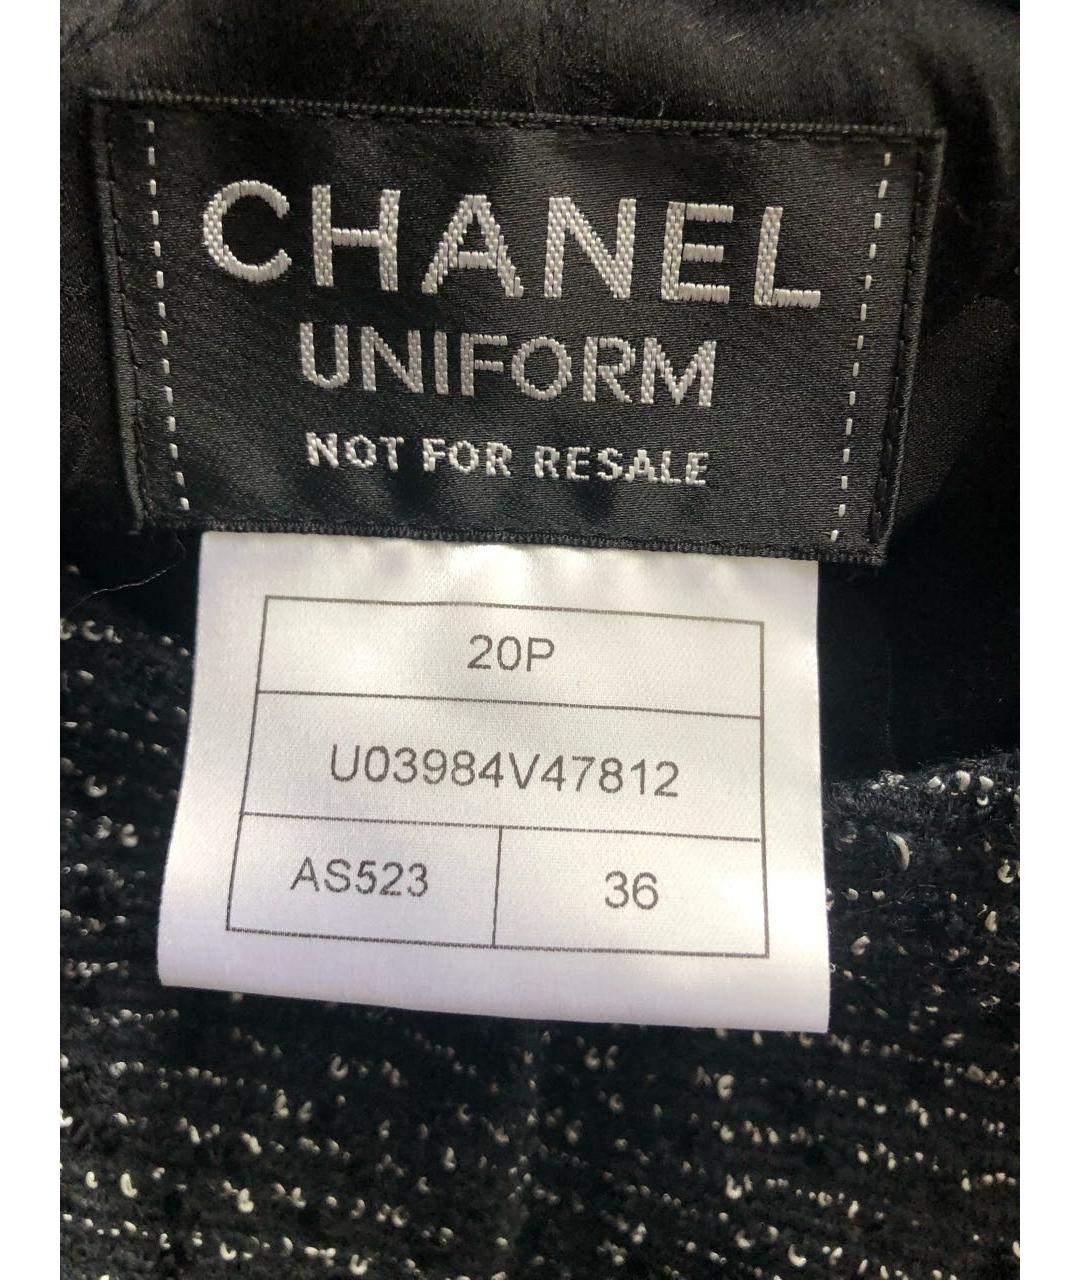 CHANEL
UNIFORM
NOT FOR RESALE
20P
U03984V47812
AS523 36